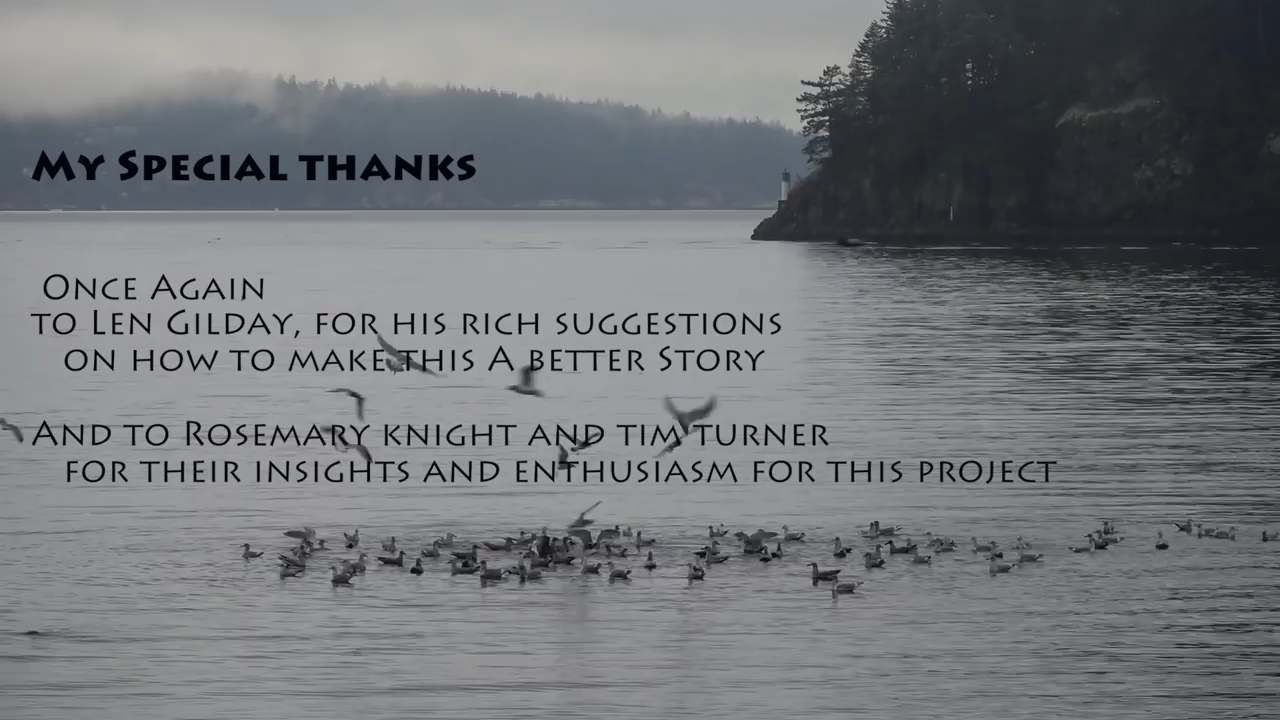 My Special thanks
Once Again
to Len Gilday, for his rich suggestions
on how to make this A better Story
And to Rosemary knight and tim turner
for their insights and enthusiasm for this project